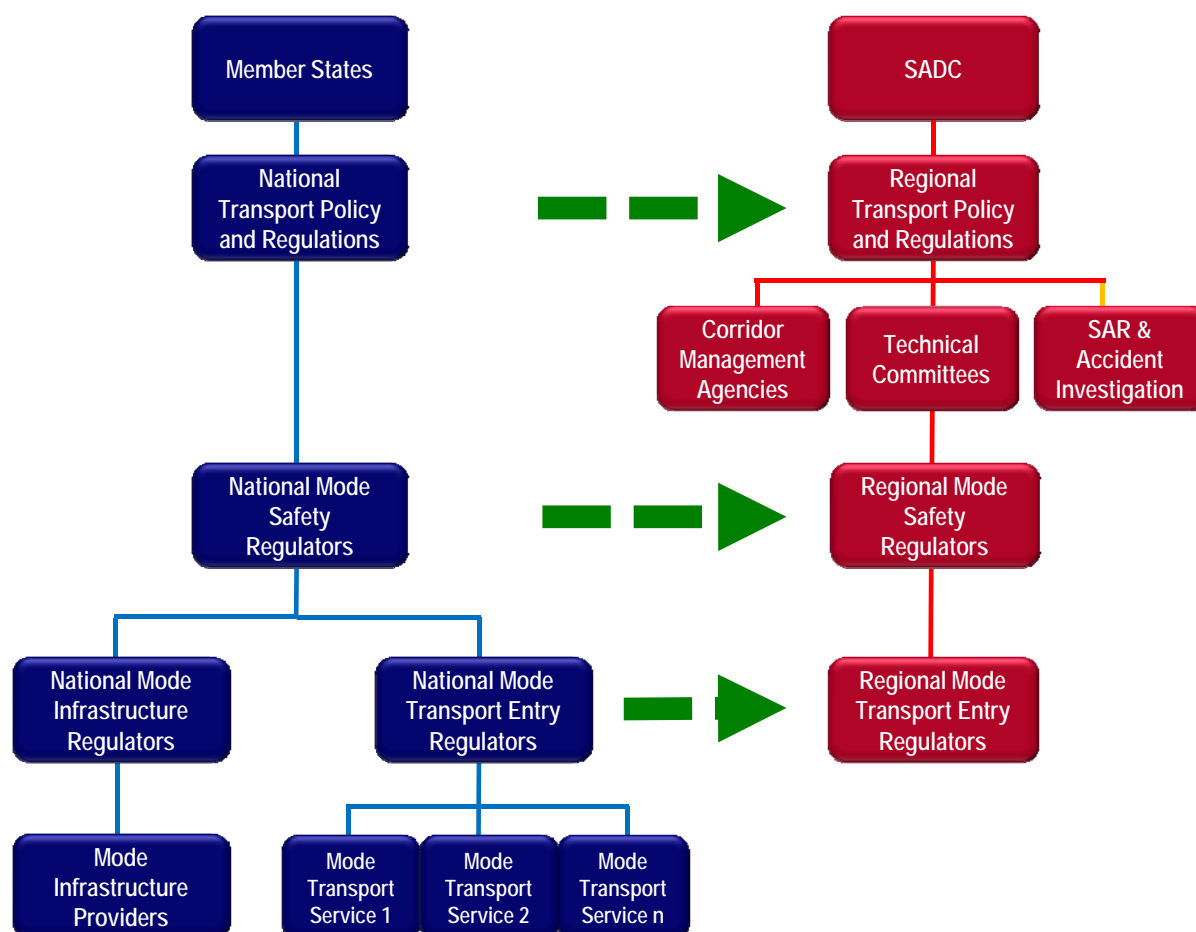 Member States
SADC
National
Transport Policy
and Regulations
Regional
Transport Policy
and Regulations
Corridor
Management
Agencies
Technical
Committees
SAR &
Accident
Investigation
National Mode
Safety
Regulators
Regional Mode
Safety
Regulators
National Mode
Infrastructure
Regulators
National Mode
Transport Entry
Regulators
Regional Mode
Transport Entry
Regulators
Mode
Infrastructure
Providers
Mode
Transport
Service 1
Mode
Transport
Service 2
Mode
Transport
Service n